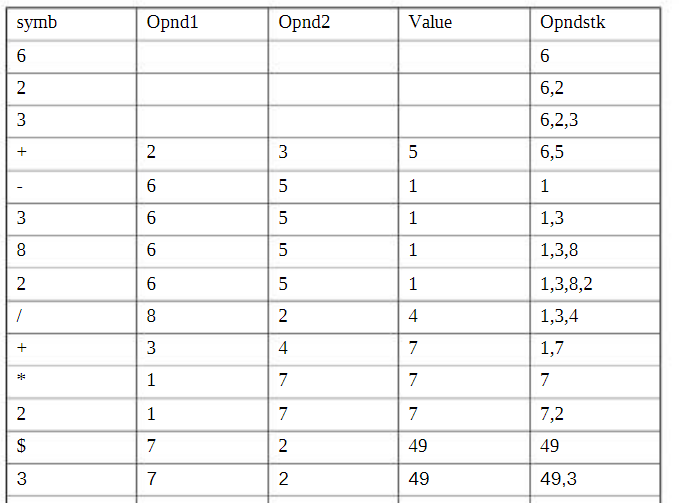 symb Opnd1 Opnd2 Value Opndstk
6 6
2 6,2
3 6,2,3
+ 2 3 5 6,5
- 6 5 1 1
3 6 5 1 1,3
8 6 5 1 1,3,8
2 6 5 1 1,3,8,2
/ 8 2 4 1,3,4
+ 3 4 7 1,7
* 1 7 7 7
2 1 7 7 7,2
$ 7 2 49 49
3 7 2 49 49,3